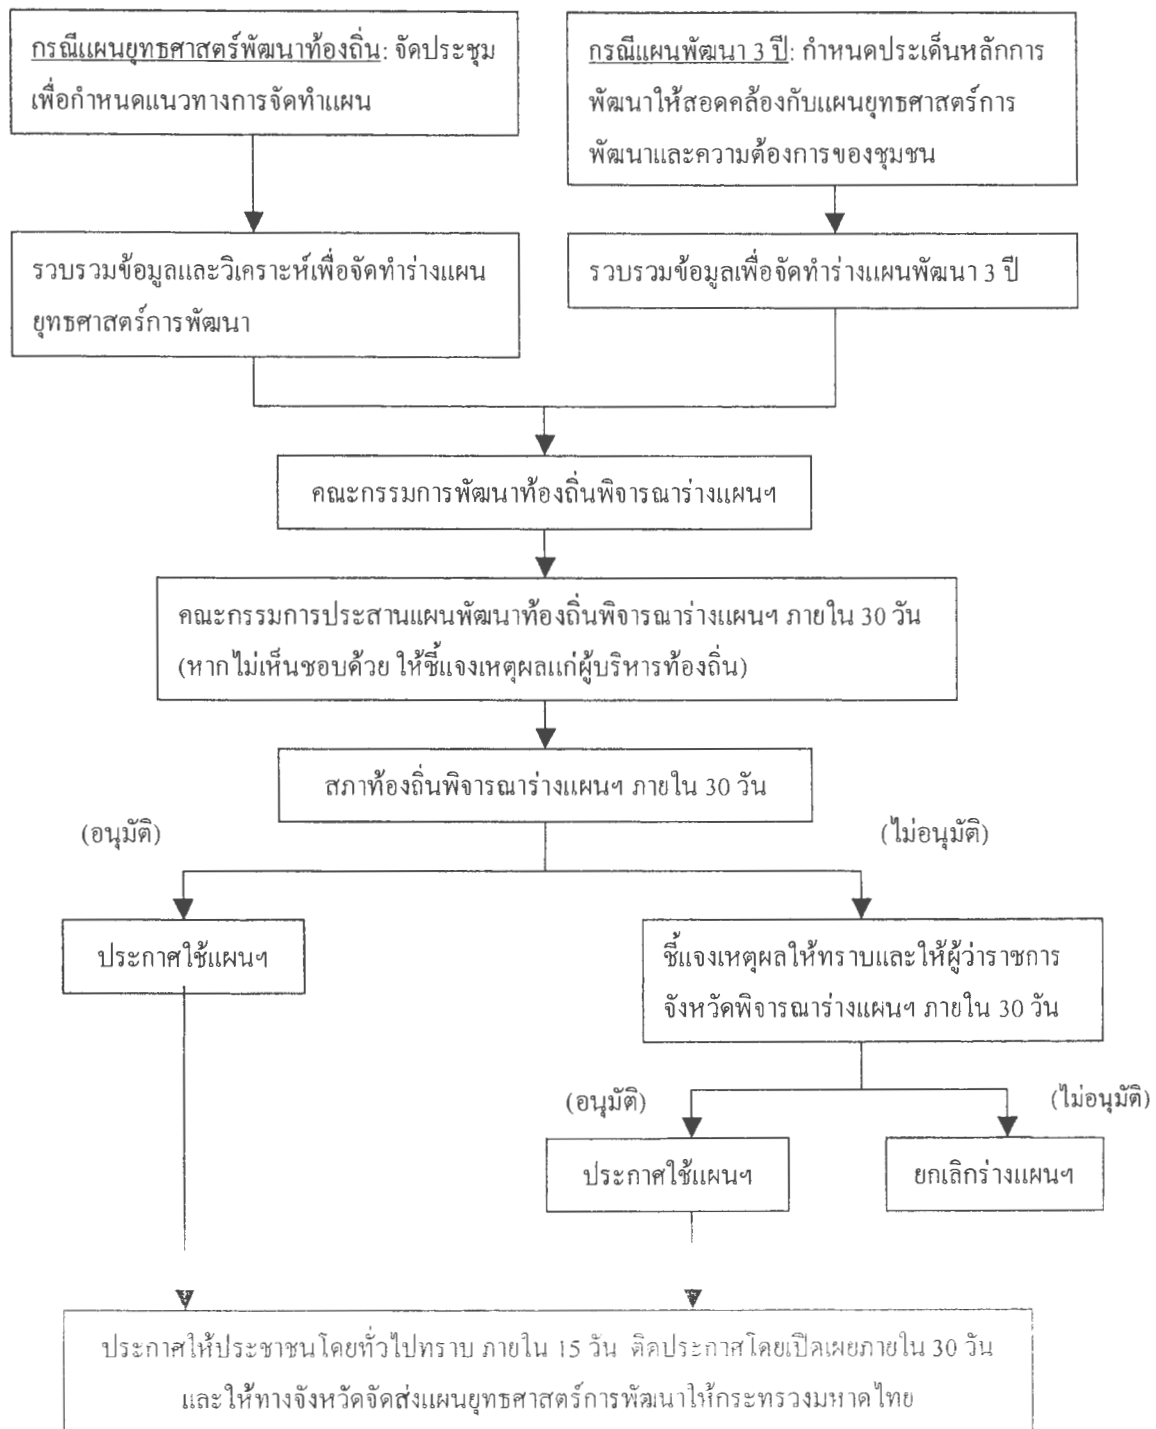 กรณีแผนยุทธศาสตร์พัฒนาท้องถิ่น: จัดประชุม
เพื่อกำหนดแนวทางการจัดทำแผน
กรณีแผนพัฒนา 3 ปี: กำหนดประเด็นหลักการ
พัฒนาให้สอดคล้องกับแผนยุทธศาสตร์การ
พัฒนาและความต้องการของชุมชน
รวบรวมข้อมูลและวิเคราะห์เพื่อจัดทำร่างแผน
ยุทธศาสตร์การพัฒนา
รวบรวมข้อมูลเพื่อจัดทำร่างแผนพัฒนา 3 ปี
คณะกรรมการพัฒนาท้องถิ่นพิจารณาร่างแผนฯ
คณะกรรมการประสานแผนพัฒนาท้องถิ่นพิจารณาร่างแผนฯ ภายใน 30 วัน
(หากไม่เห็นชอบด้วย ให้ชี้แจงเหตุผลแก่ผู้บริหารท้องถิ่น)
สภาท้องถิ่นพิจารณาร่างแผนฯ ภายใน 30 วัน
(อนุมัติ)
(ไม่อนุมัติ)
ประกาศใช้แผนฯ
ชี้แจงเหตุผลให้ทราบและให้ผู้ว่าราชการ
จังหวัดพิจารณาร่างแผนฯ ภายใน 30 วัน
(อนุมัติ)
(ไม่อนุมัติ)
ประกาศใช้แผนฯ
ยกเลิกร่างแผนฯ
ประกาศให้ประชาชนโดยทั่วไปทราบ ภายใน 15 วัน ติดประกาศโดยเปิดเผยภายใน 30 วัน
และให้ทางจังหวัดจัดส่งแผนยุทธศาสตร์การพัฒนาให้กระทรวงมหาดไทย